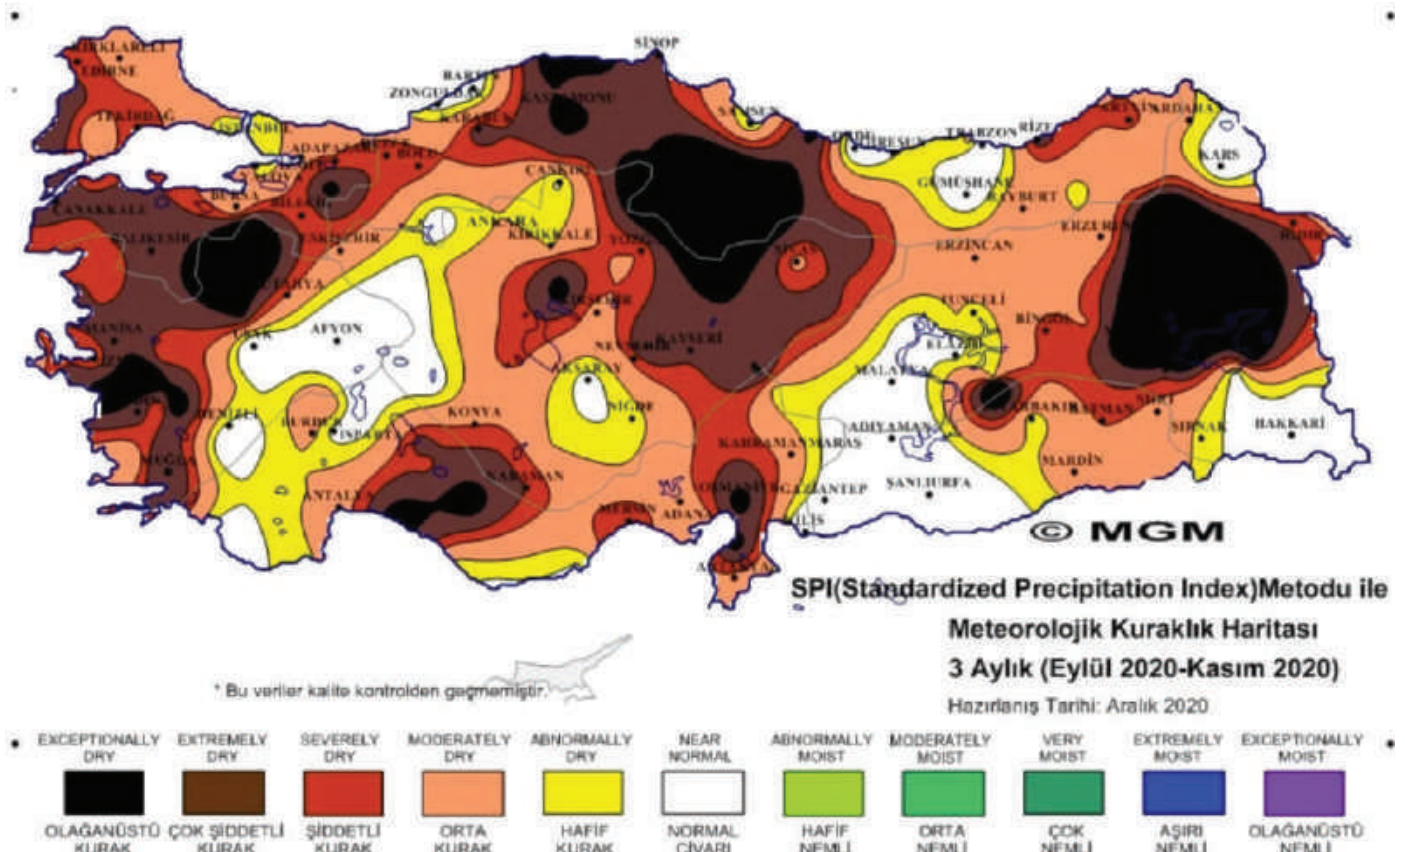 SİNOP
KIRKLARELİ
EDİRNE
TEKİRDAĞ
İSTANBUL
ZONGULDAK
BARTIN
KASTAMONU
KARABÜK
SAMSUN
ORDU
GİRESUN
TRABZON
RİZE
ARTVİN
ARDAHAN
KARS
ADAPAZARI
BOLU
ÇANKIRI
BURSA
BİLECİK
ÇANAKKALE
BALIKESİR
ESKİŞEHİR
ANKARA
KIRIKKALE
YOZGAT
SİVAS
GÜMÜŞHANE
BAYBURT
ERZİNCAN
ERZURUM
IĞDIR
KÜTAHYA
MANİSA
UŞAK
AFYON
KIRŞEHİR
NEVŞEHİR
KAYSERİ
TUNCELİ
BİNGÖL
ELAZIĞ
MALATYA
AKSARAY
NİĞDE
DENİZLİ
BURDUR
ISPARTA
KONYA
KAHRAMANMARAŞ
ADIYAMAN
DİYARBAKIR
BATMAN
SİİRT
ŞIRNAK
HAKKARİ
MUĞLA
ANTALYA
KARAMAN
MERSİN
ADANA
OSMANİYE
GAZİANTEP
ŞANLIURFA
MARDİN
KİLİS
ANTAKYA
© MGM
SPI(Standardized Precipitation Index)Metodu ile
Meteorolojik Kuraklık Haritası
3 Aylık (Eylül 2020-Kasım 2020)
Hazırlanış Tarihi: Aralık 2020
* Bu veriler kalite kontrolden geçmemiştir.
EXCEPTIONALLY DRY
EXTREMELY DRY
SEVERELY DRY
MODERATELY DRY
ABNORMALLY DRY
NEAR NORMAL
ABNORMALLY MOIST
MODERATELY MOIST
VERY MOIST
EXTREMELY MOIST
EXCEPTIONALLY MOIST
OLAĞANÜSTÜ KURAK
ÇOK ŞİDDETLİ KURAK
ŞİDDETLİ KURAK
ORTA KURAK
HAFİF KURAK
NORMAL CİVARI
HAFİF NEMLİ
ORTA NEMLİ
ÇOK NEMLİ
AŞIRI NEMLİ
OLAĞANÜSTÜ NEMLİ